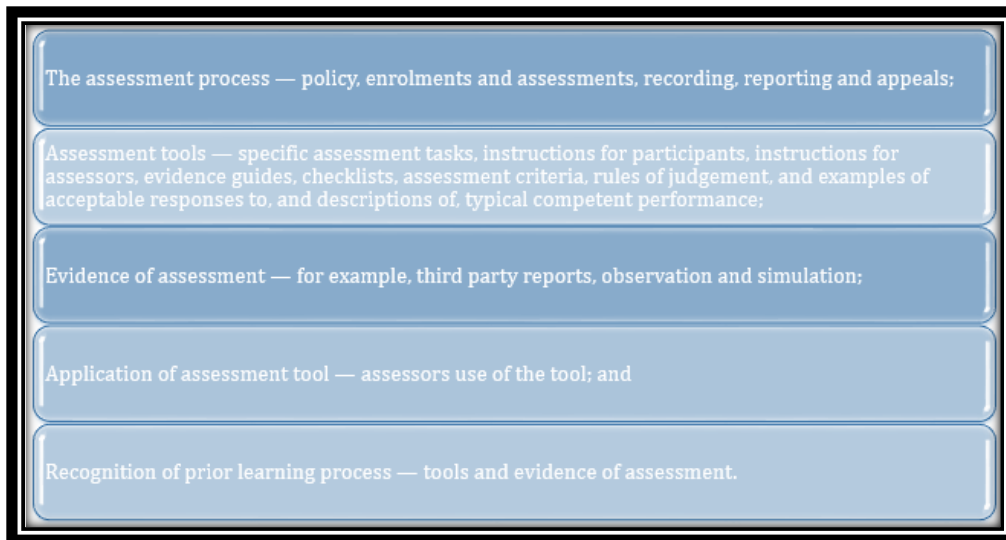 The assessment process — policy, enrolments and assessments, recording, reporting and appeals;
Assessment tools — specific assessment tasks, instructions for participants, instructions for
assessors, evidence guides, checklists, assessment criteria, rules of judgement, and examples of
acceptable responses to, and descriptions of, typical competent performance;
Evidence of assessment — for example, third party reports, observation and simulation;
Application of assessment tool — assessors use of the tool; and
Recognition of prior learning process — tools and evidence of assessment.